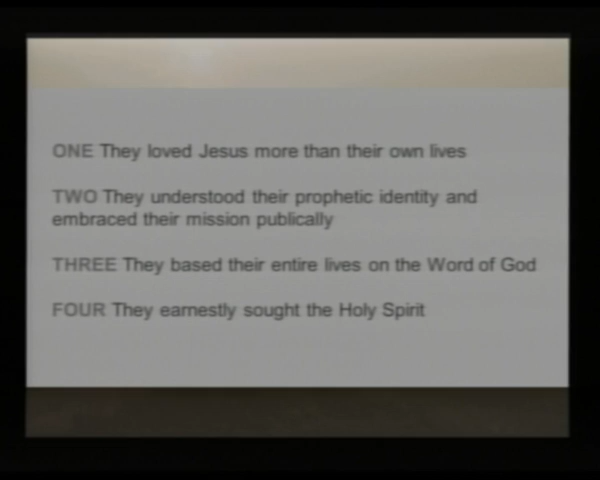 ONE They loved Jesus more than their own lives
TWO They understood their prophetic identity and
embraced their mission publically
THREE They based their entire lives on the Word of God
FOUR They earnestly sought the Holy Spirit